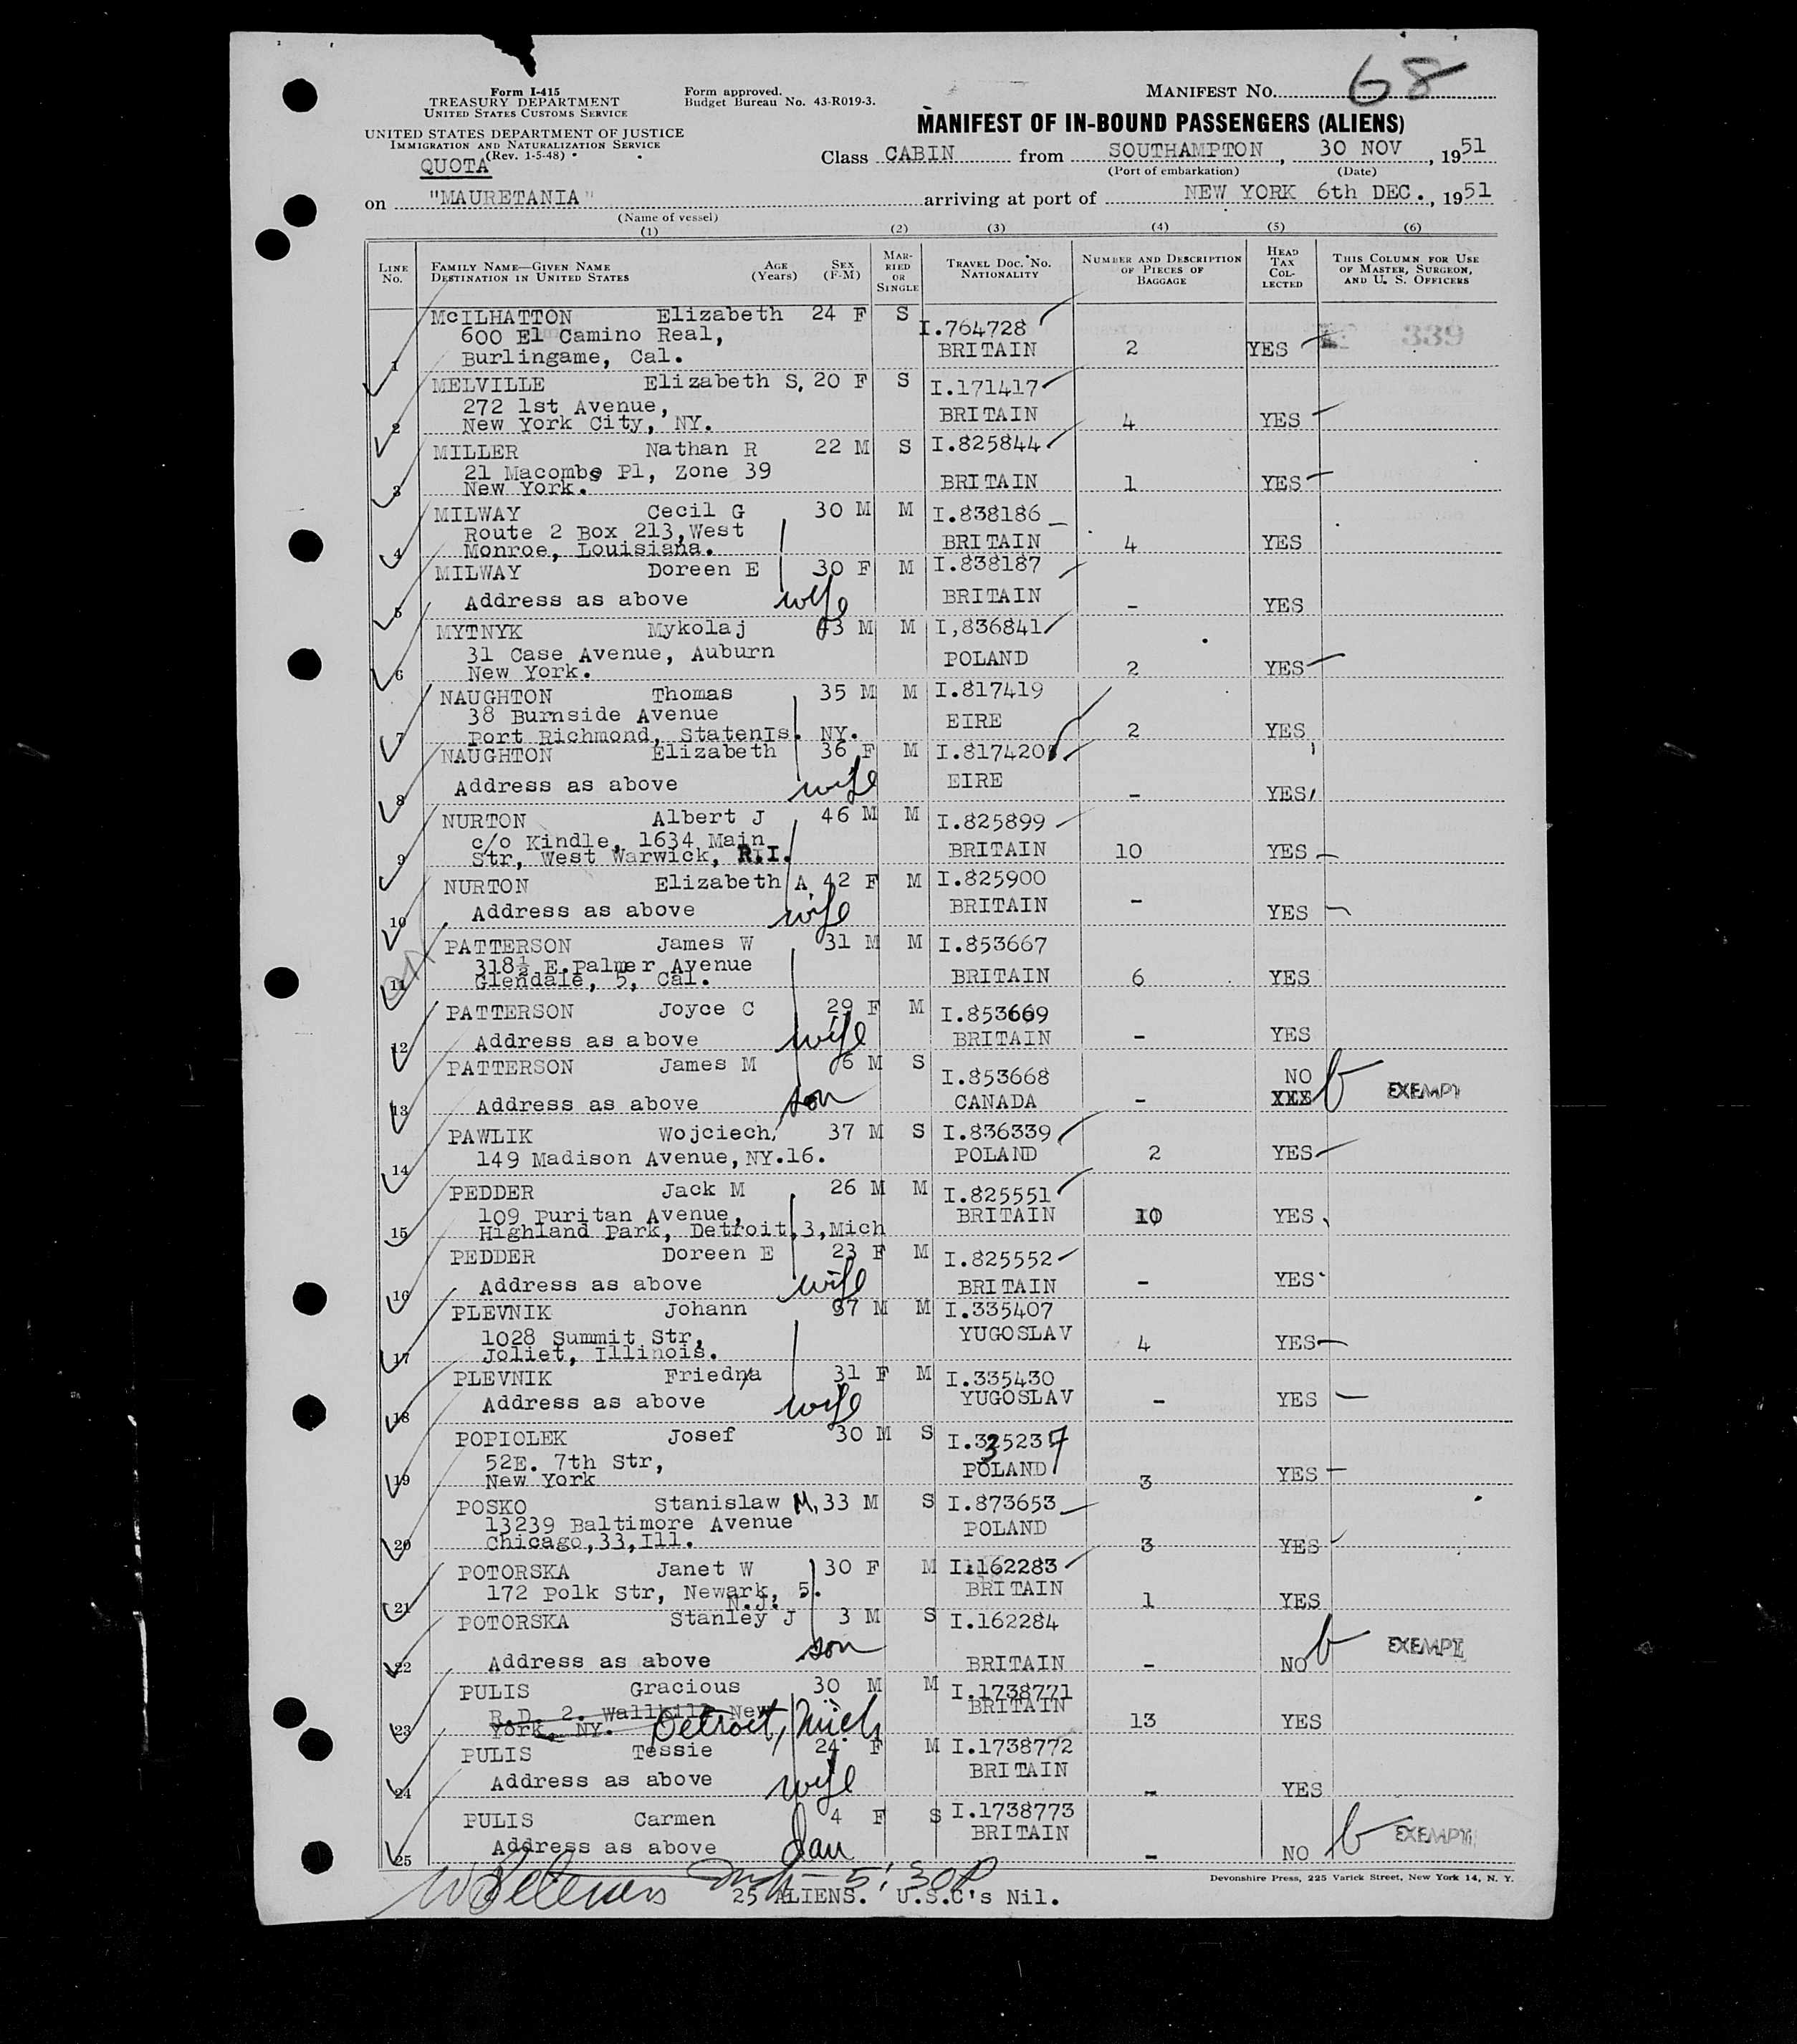 Form I-415
TREASURY DEPARTMENT
UNITED STATES CUSTOMS SERVICE
UNITED STATES DEPARTMENT OF JUSTICE
IMMIGRATION AND NATURALIZATION SERVICE
(Rev. 1-5-48)
QUOTA
Form approved.
Budget Bureau No. 43-R019-3.
MANIFEST NO. 68
MANIFEST OF IN-BOUND PASSENGERS (ALIENS)
Class CABIN from SOUTHAMPTON, 30 NOV, 1951
(Port of embarkation) (Date)
on "MAURETANIA" arriving at port of NEW YORK 6th DEC., 1951
(Name of vessel)
(1) (2) (3) (4) (5) (6)
LINE NO. FAMILY NAME—GIVEN NAME DESTINATION IN UNITED STATES AGE (Years) SEX (F-M) MARRIED OR SINGLE TRAVEL DOC. NO. NATIONALITY NUMBER AND DESCRIPTION OF PIECES OF BAGGAGE HEAD TAX COLLECTED THIS COLUMN FOR USE OF MASTER, SURGEON, AND U. S. OFFICERS
McILHATTON Elizabeth 24 F S I.764728
600 El Camino Real,
1 Burlingame, Cal. BRITAIN 2 YES 339
MELVILLE Elizabeth S, 20 F S I.171417
272 1st Avenue,
2 New York City, NY. BRITAIN 4 YES
MILLER Nathan R 22 M S I.825844
21 Macombs Pl, Zone 39
3 New York. BRITAIN 1 YES
MILWAY Cecil G 30 M M I.838186
Route 2 Box 213,West
4 Monroe, Louisiana. BRITAIN 4 YES
MILWAY Doreen E 30 F M I.838187
5 Address as above wife BRITAIN - YES
MYTNYK Mykolaj 43 M M I,836841
31 Case Avenue, Auburn POLAND
6 New York. 2 YES
NAUGHTON Thomas 35 M M I.817419
38 Burnside Avenue EIRE
7 Port Richmond, StatenIs. NY. 2 YES
NAUGHTON Elizabeth 36 F M I.817420
8 Address as above wife EIRE - YES
NURTON Albert J 46 M M I.825899
c/o Kindle, 1634 Main
9 Str, West Warwick, R.I. BRITAIN 10 YES
NURTON Elizabeth A, 42 F M I.825900
10 Address as above wife BRITAIN - YES
PATTERSON James W 31 M M I.853667
318½ E.Palmer Avenue
11 Glendale, 5, Cal. BRITAIN 6 YES
PATTERSON Joyce C 29 F M I.853669
12 Address as above wife BRITAIN - YES
PATTERSON James M 6 M S I.853668 NO
13 Address as above son CANADA - YES EXEMPT
PAWLIK Wojciech 37 M S I.836339
14 149 Madison Avenue,NY.16. POLAND 2 YES
PEDDER Jack M 26 M M I.825551
109 Puritan Avenue, BRITAIN 10 YES
15 Highland Park, Detroit,3,Mich
PEDDER Doreen E 23 F M I.825552
16 Address as above wife BRITAIN - YES
PLEVNIK Johann 37 M M I.335407
1028 Summit Str, YUGOSLAV
17 Joliet, Illinois. 4 YES
PLEVNIK Friedna 31 F M I.335430
18 Address as above wife YUGOSLAV - YES
POPIOLEK Josef 30 M S I.335237
52E. 7th Str, POLAND
19 New York 3 YES
POSKO Stanislaw M, 33 M S I.873653
13239 Baltimore Avenue POLAND
20 Chicago,33,Ill. 3 YES
POTORSKA Janet W 30 F M I.162283
172 Polk Str, Newark, 5. BRITAIN
21 N.J. 1 YES
POTORSKA Stanley J 3 M S I.162284
22 Address as above son BRITAIN - NO EXEMPT
PULIS Gracious 30 M M I.1738771
R.D. 2. Wallkill New BRITAIN
23 York, NY. Detroit, Mich 13 YES
PULIS Tessie 24 F M I.1738772
24 Address as above wife BRITAIN - YES
PULIS Carmen 4 F S I.1738773
25 Address as above dau BRITAIN - NO EXEMPT
Devonshire Press, 225 Varick Street, New York 14, N. Y.
5:30P
25 ALIENS. U.S.C's Nil.